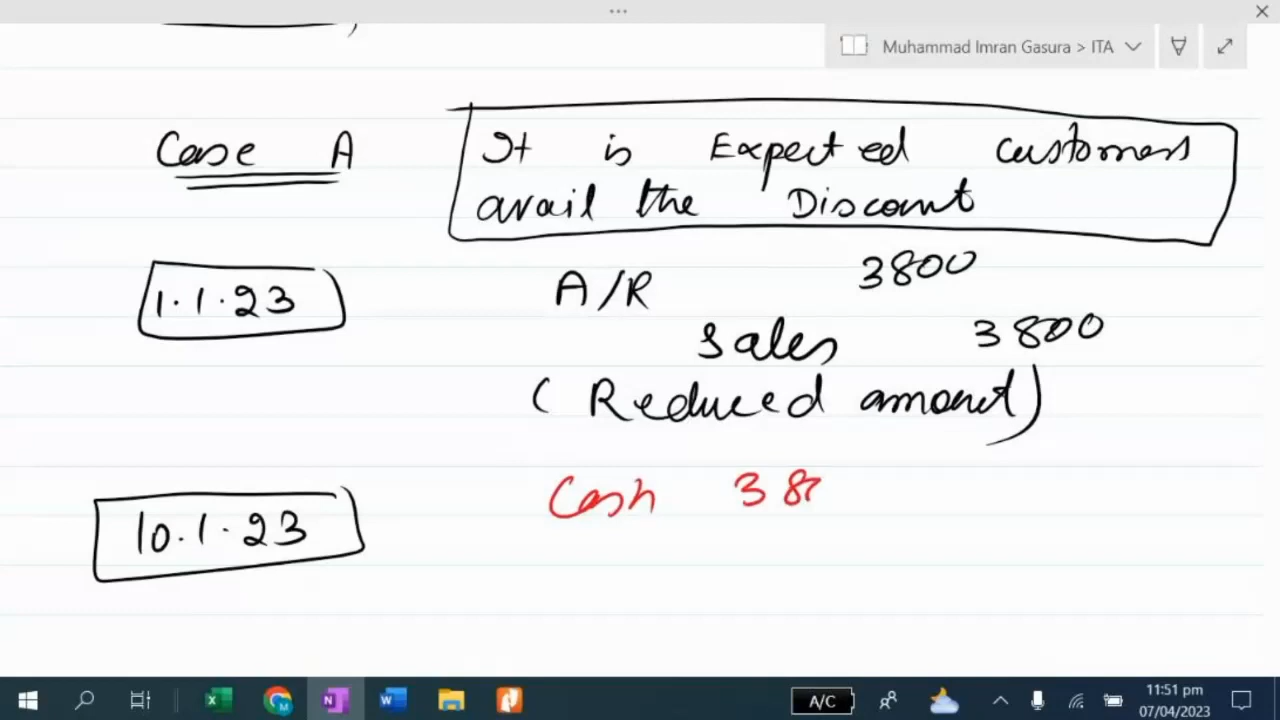 Muhammad Imran Gasura > ITA
Case A
It is Expected customers
avail the Discount
1.1.23
A/R 3800
Sales 3800
(Reduced amount)
10.1.23
Cash 38
A/C
11:51 pm
07/04/2023